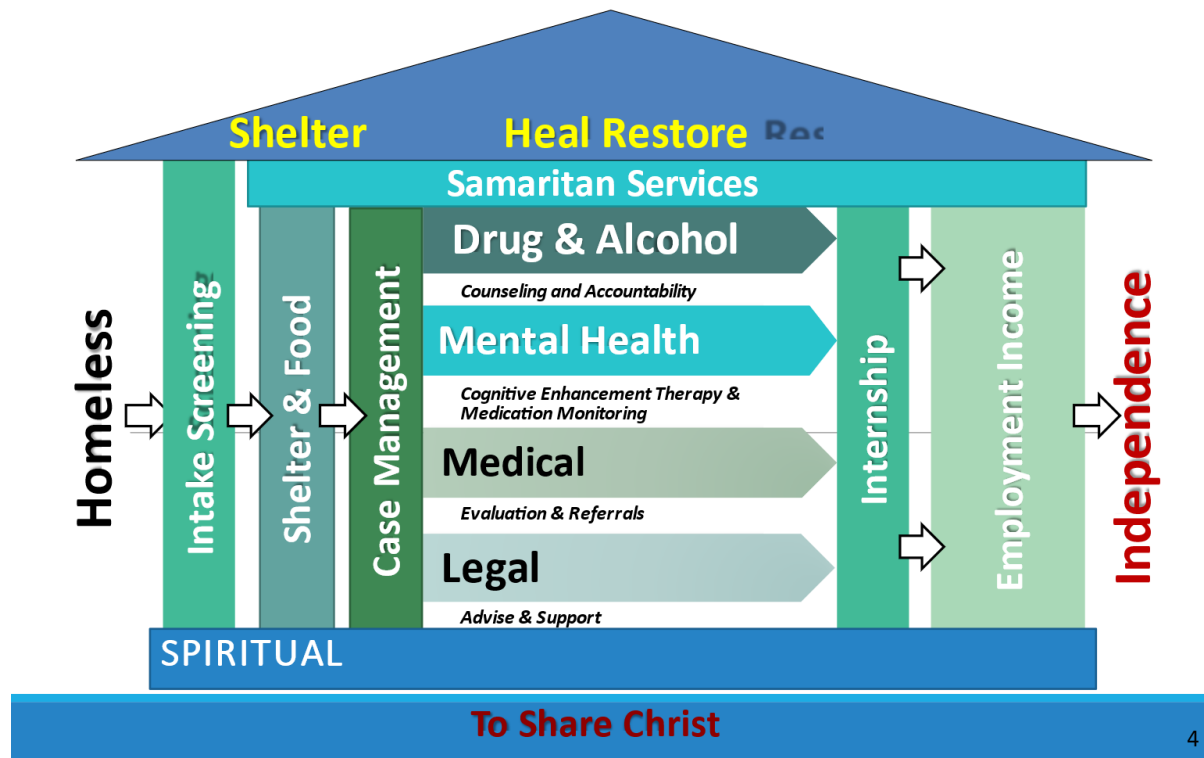 Shelter
Heal Restore
Samaritan Services
Homeless
Intake Screening
Shelter & Food
Case Management
Drug & Alcohol
Counseling and Accountability
Mental Health
Cognitive Enhancement Therapy &
Medication Monitoring
Medical
Evaluation & Referrals
Legal
Advise & Support
Internship
Employment Income
Independence
SPIRITUAL
To Share Christ
4